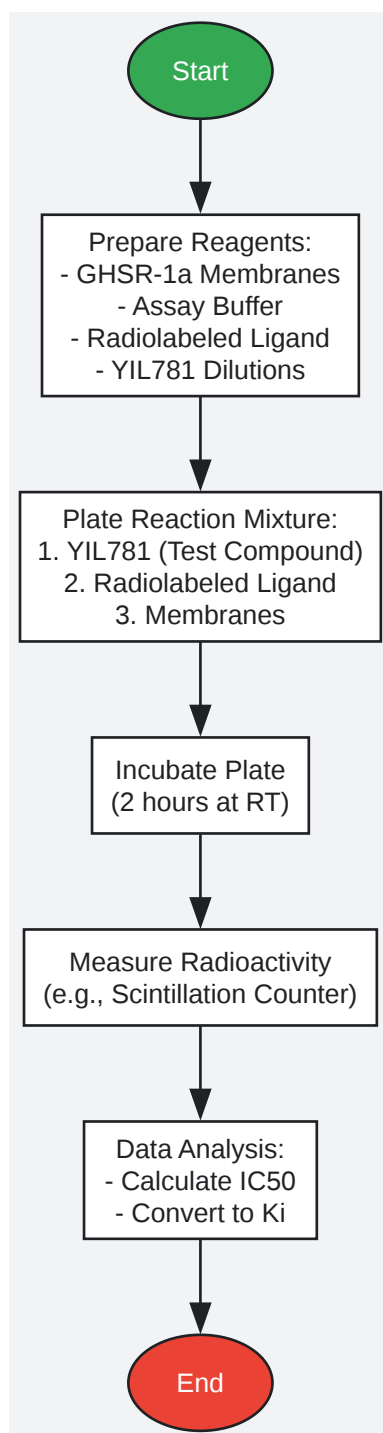 Start
Prepare Reagents:
- GHSR-1a Membranes
- Assay Buffer
- Radiolabeled Ligand
- YIL781 Dilutions
Plate Reaction Mixture:
1. YIL781 (Test Compound)
2. Radiolabeled Ligand
3. Membranes
Incubate Plate
(2 hours at RT)
Measure Radioactivity
(e.g., Scintillation Counter)
Data Analysis:
- Calculate IC50
- Convert to Ki
End